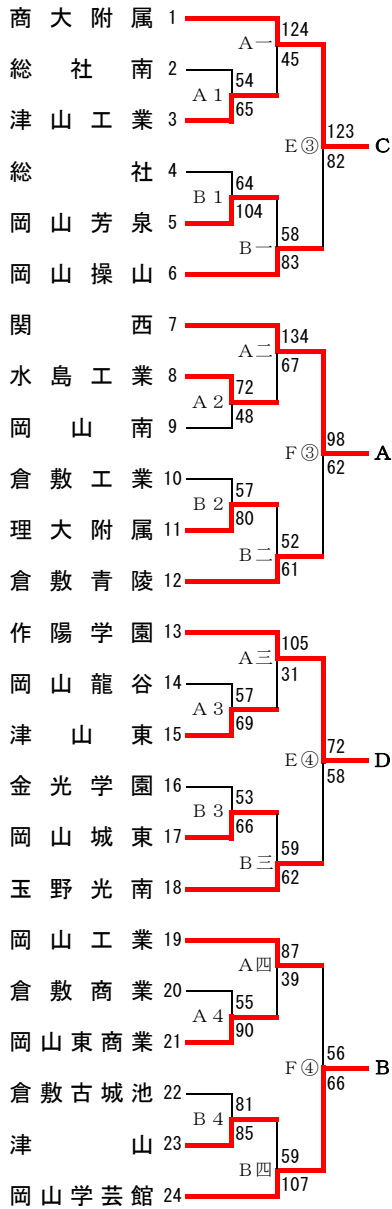 商大附属 1
124
A一
45
総社南 2
54
A1
65
津山工業 3
123
E③
C
82
総社 4
64
B1
104
岡山芳泉 5
58
B一
83
岡山操山 6
関西 7
134
A二
67
水島工業 8
72
A2
48
岡山南 9
98
F③
A
62
倉敷工業 10
57
B2
80
理大附属 11
52
B二
61
倉敷青陵 12
作陽学園 13
105
A三
31
岡山龍谷 14
57
A3
69
津山東 15
72
E④
D
58
金光学園 16
53
B3
66
岡山城東 17
59
B三
62
玉野光南 18
岡山工業 19
87
A四
39
倉敷商業 20
55
A4
90
岡山東商業 21
56
F④
B
66
倉敷古城池 22
81
B4
85
津山 23
59
B四
107
岡山学芸館 24